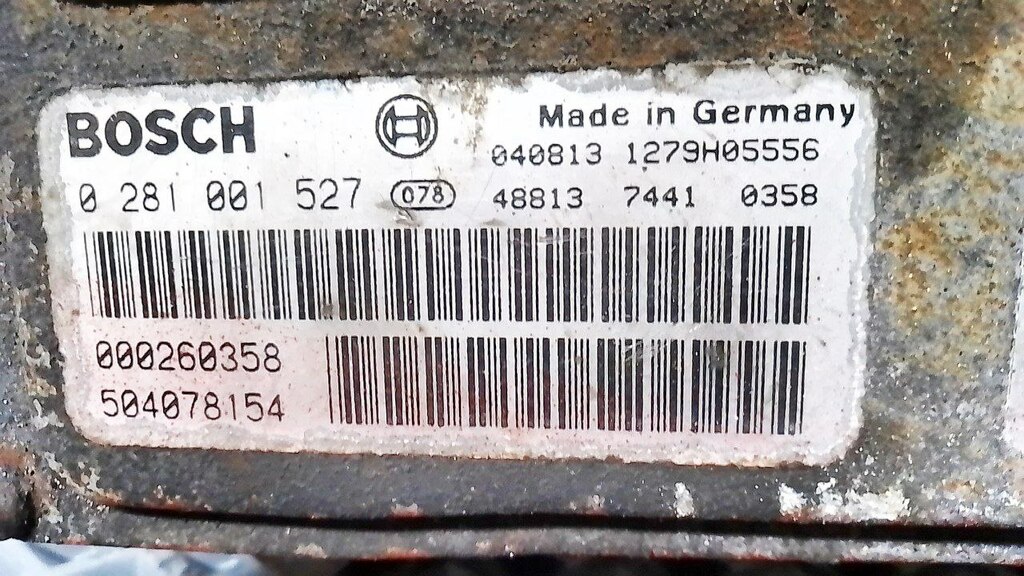 BOSCH
Made in Germany
040813 1279H05556
0 281 001 527 078 48813 7441 0358
000260358
504078154